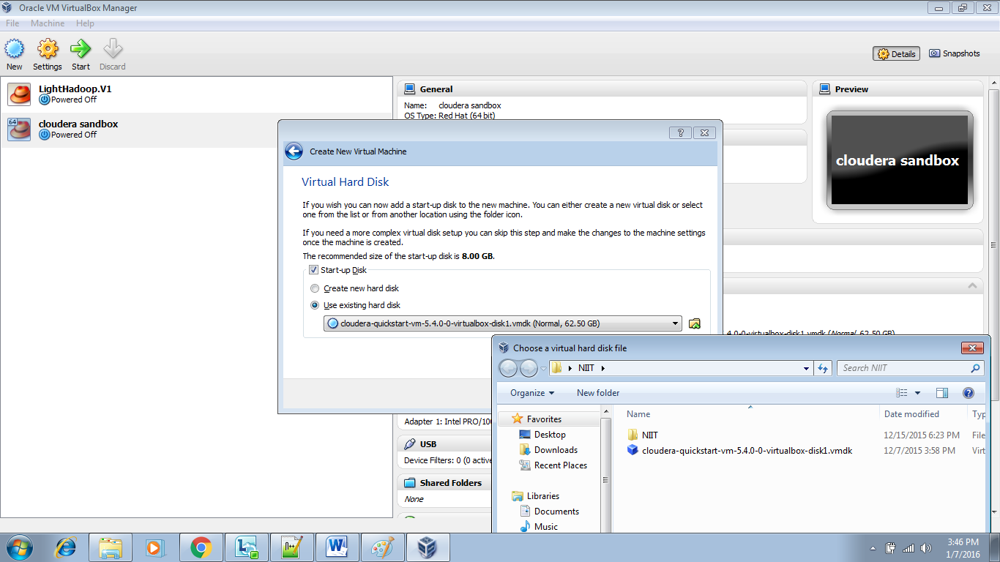 Oracle VM VirtualBox Manager
File Machine Help
New Settings Start Discard
Details Snapshots
LightHadoop.V1
Powered Off
64
cloudera sandbox
Powered Off
General
Name: cloudera sandbox
OS Type: Red Hat (64 bit)
Preview
cloudera sandbox
?
Create New Virtual Machine
Virtual Hard Disk
If you wish you can now add a start-up disk to the new machine. You can either create a new virtual disk or select
one from the list or from another location using the folder icon.
If you need a more complex virtual disk setup you can skip this step and make the changes to the machine settings
once the machine is created.
The recommended size of the start-up disk is 8.00 GB.
Start-up Disk
Create new hard disk
Use existing hard disk
cloudera-quickstart-vm-5.4.0-0-virtualbox-disk1.vmdk (Normal, 62.50 GB)
4.0-0-virtualbox-disk1.vmdk (Normal, 62.50 GB)
Choose a virtual hard disk file
NIIT
Search NIIT
Organize New folder
Name Date modified Typ
Favorites
Desktop
Downloads
Recent Places
Libraries
Documents
Music
NIIT 12/15/2015 6:23 PM File
cloudera-quickstart-vm-5.4.0-0-virtualbox-disk1.vmdk 12/7/2015 3:58 PM Virt
Adapter 1: Intel PRO/100
USB
Device Filters: 0 (0 active
Shared Folders
None
3:46 PM
1/7/2016